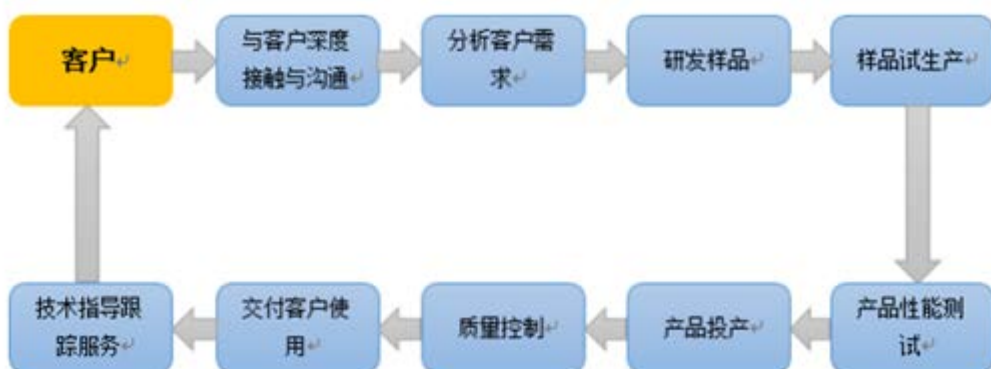 客户
与客户深度
接触与沟通
分析客户需
求
研发样品
样品试生产
技术指导跟
踪服务
交付客户使
用
质量控制
产品投产
产品性能测
试